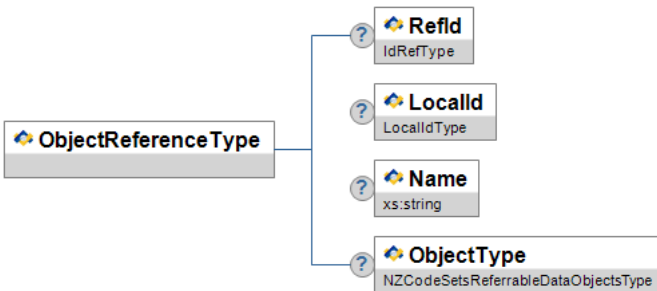 ? RefId
IdRefType
? LocalId
LocalIdType
ObjectReferenceType
? Name
xs:string
? ObjectType
NZCodeSetsReferrableDataObjectsType